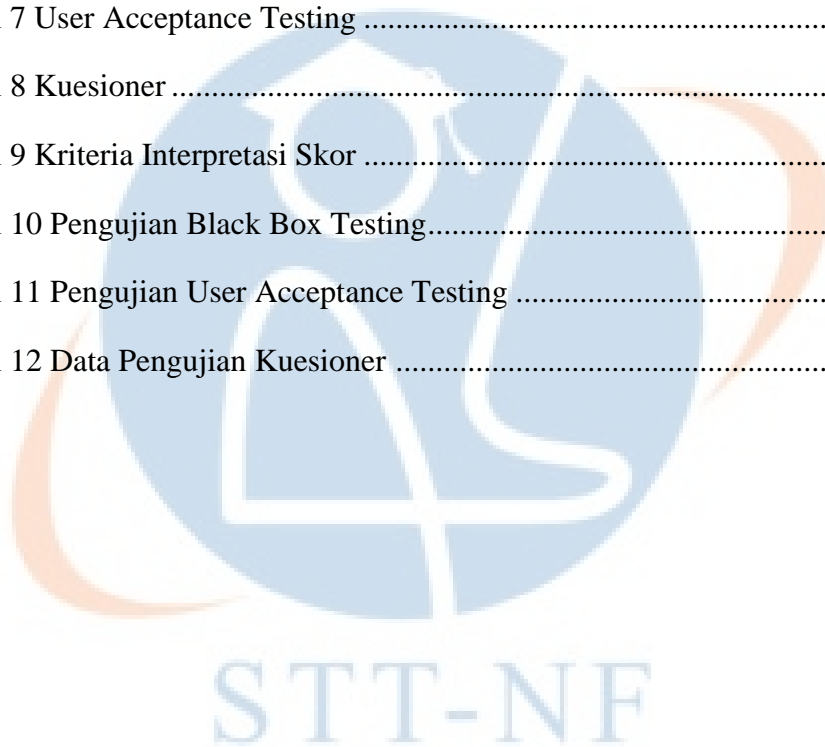 7 User Acceptance Testing ..........................................................
8 Kuesioner ....................................................................................
9 Kriteria Interpretasi Skor ..........................................................
10 Pengujian Black Box Testing..................................................
11 Pengujian User Acceptance Testing .......................................
12 Data Pengujian Kuesioner ......................................................
STT-NF